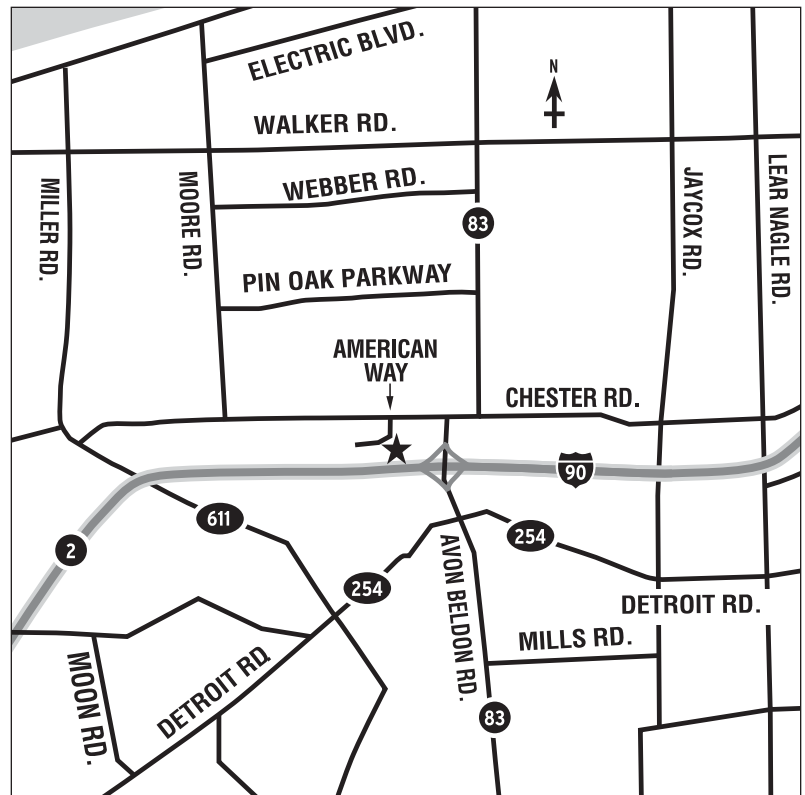 ELECTRIC BLVD.
N
WALKER RD.
MILLER RD.
MOORE RD.
WEBBER RD.
JAYCOX RD.
LEAR NAGLE RD.
83
PIN OAK PARKWAY
AMERICAN
WAY
CHESTER RD.
90
611
2
254
254
AVON BELDON RD.
DETROIT RD.
MILLS RD.
MOON RD.
DETROIT RD
83